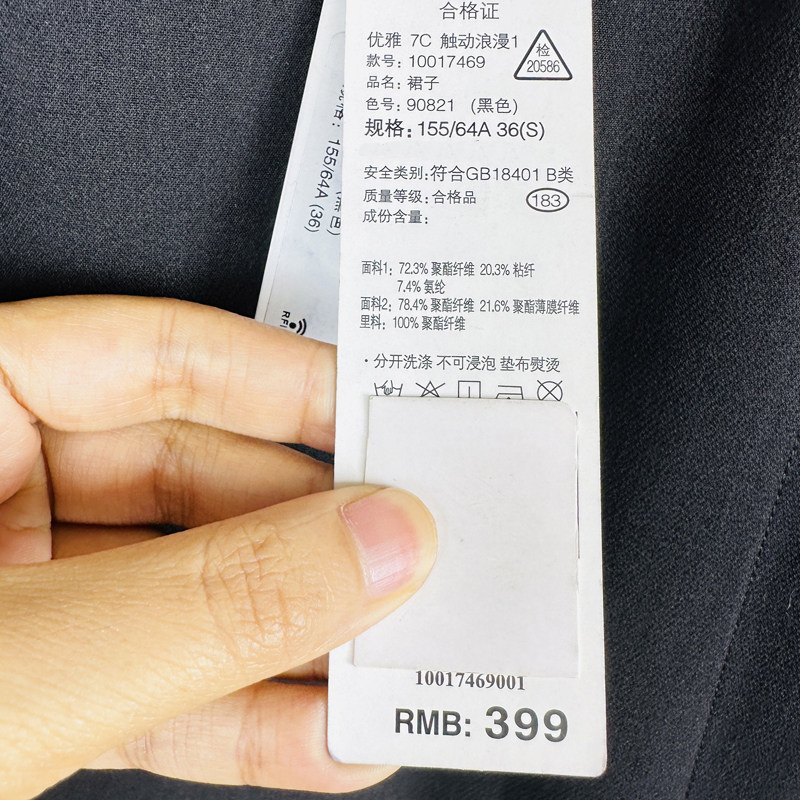 合格证
优雅 7C 触动浪漫1
检
20586
款号: 10017469
品名: 裙子
色号: 90821 (黑色)
规格: 155/64A 36(S)
安全类别: 符合GB18401 B类
质量等级: 合格品
183
成份含量:
面料1: 72.3% 聚酯纤维 20.3% 粘纤
7.4% 氨纶
面料2: 78.4% 聚酯纤维 21.6% 聚酯薄膜纤维
里料: 100% 聚酯纤维
·分开洗涤 不可浸泡 垫布熨烫
10017469001
RMB: 399
格: 155/64A (36)
RFI